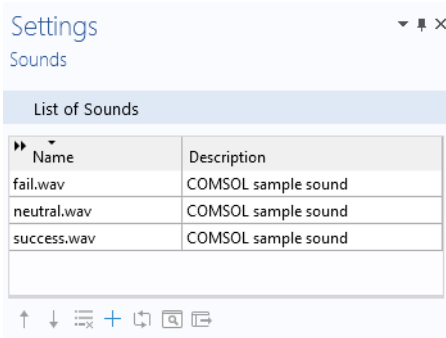 Settings
Sounds
List of Sounds
Name Description
fail.wav COMSOL sample sound
neutral.wav COMSOL sample sound
success.wav COMSOL sample sound